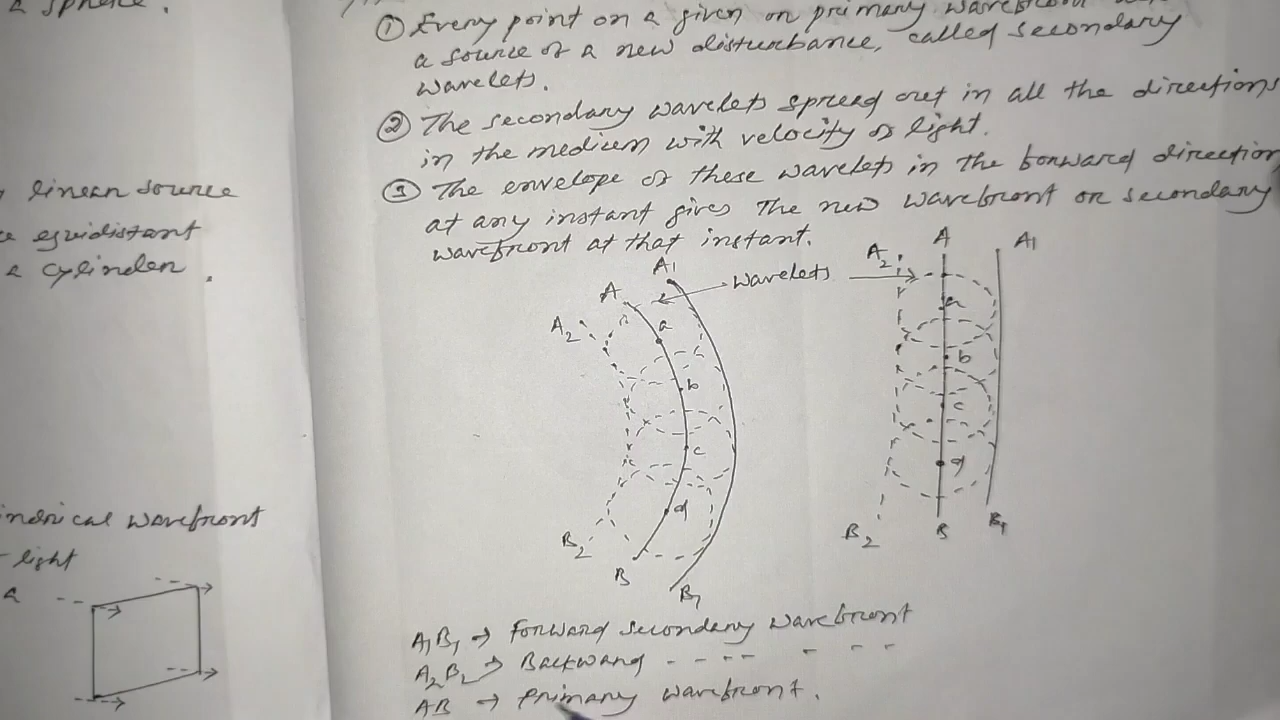 a sphere.
linear source
equidistant
a cylinder.
indrical wavefront
light
a
① Every point on a given or primary wavefront
a source of a new disturbance, called secondary
wavelets.
② The secondary wavelets spread out in all the directions
in the medium with velocity of light.
③ The envelope of these wavelets in the forward direction
at any instant gives The new wavefront or secondary
wavefront at that instant.
A₁ wavelets A₂ A A₁
A
A₂ a a
b b
c c
d d
B₂ B₂ B B₁
B
B₁
A₁B₁ → Forward secondary wavefront
A₂B₂ → Backward - - - - - - -
AB → Primary wavefront.